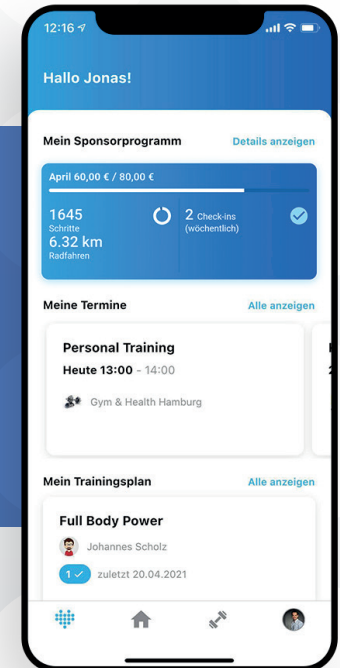 12:16
Hallo Jonas!
Mein Sponsorprogramm Details anzeigen
April 60,00 € / 80,00 €
1645 2 Check-ins
Schritte (wöchentlich)
6.32 km
Radfahren
Meine Termine Alle anzeigen
Personal Training
Heute 13:00 - 14:00
Gym & Health Hamburg
Mein Trainingsplan Alle anzeigen
Full Body Power
Johannes Scholz
1 ✓ zuletzt 20.04.2021